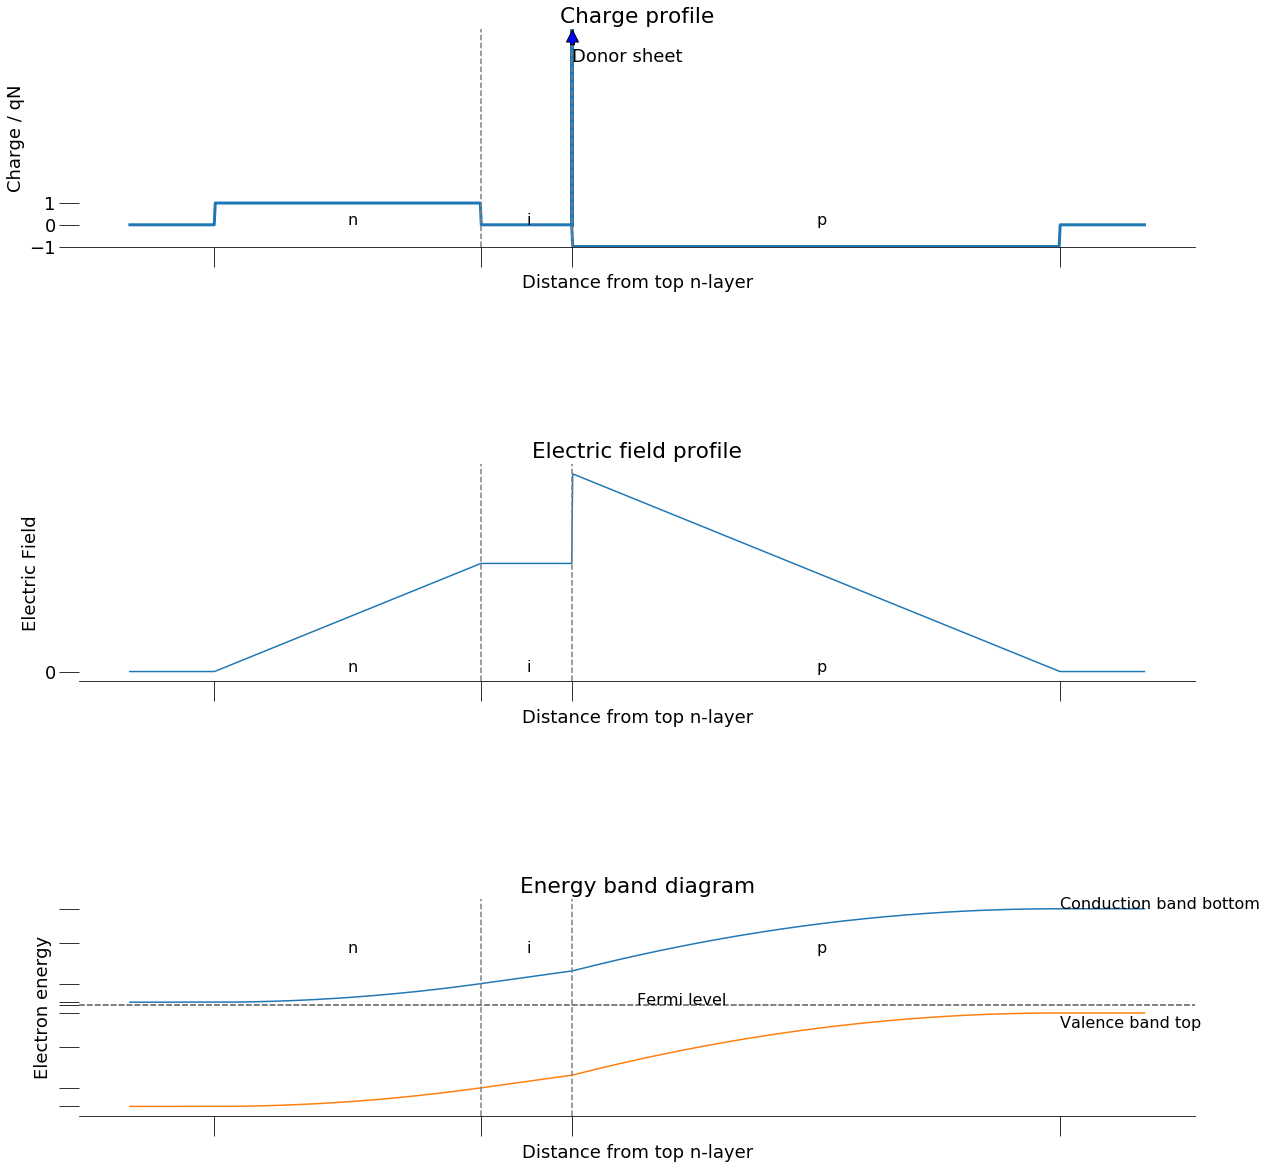 Charge profile
Donor sheet
Charge / qN
1
0
−1
n
i
p
Distance from top n-layer
Electric field profile
Electric Field
0
n
i
p
Distance from top n-layer
Energy band diagram
Conduction band bottom
n
i
p
Electron energy
Fermi level
Valence band top
Distance from top n-layer